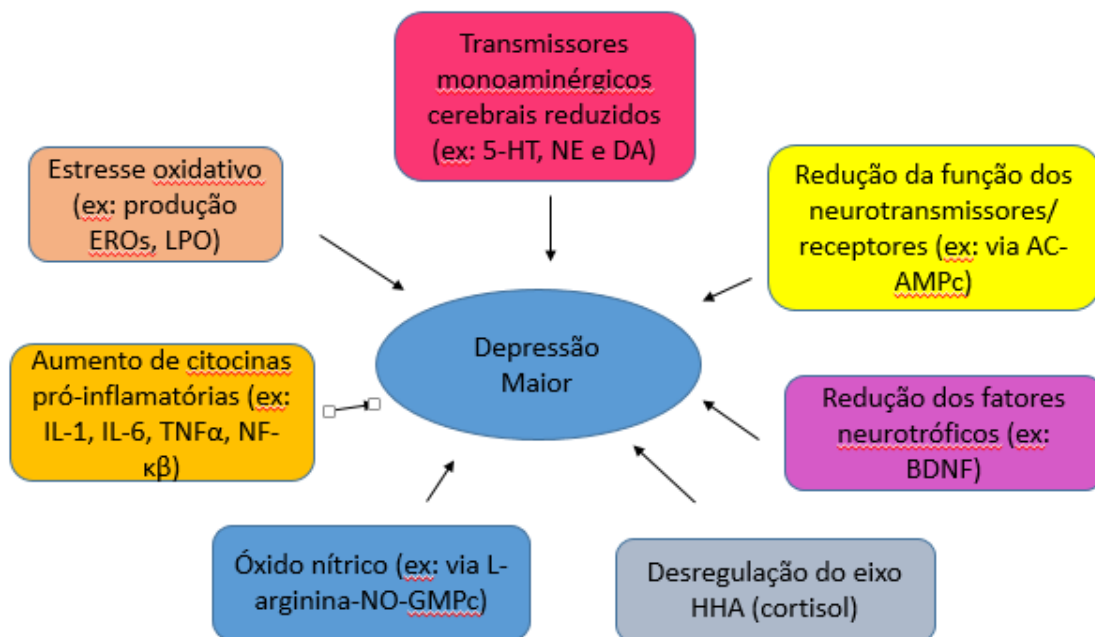 Transmissores
monoaminérgicos
cerebrais reduzidos
(ex: 5-HT, NE e DA)
Estresse oxidativo
(ex: produção
EROs, LPO)
Redução da função dos
neurotransmissores/
receptores (ex: via AC-
AMPc)
Depressão
Maior
Aumento de citocinas
pró-inflamatórias (ex:
IL-1, IL-6, TNFα, NF-
κβ)
Redução dos fatores
neurotróficos (ex:
BDNF)
Óxido nítrico (ex: via L-
arginina-NO-GMPc)
Desregulação do eixo
HHA (cortisol)